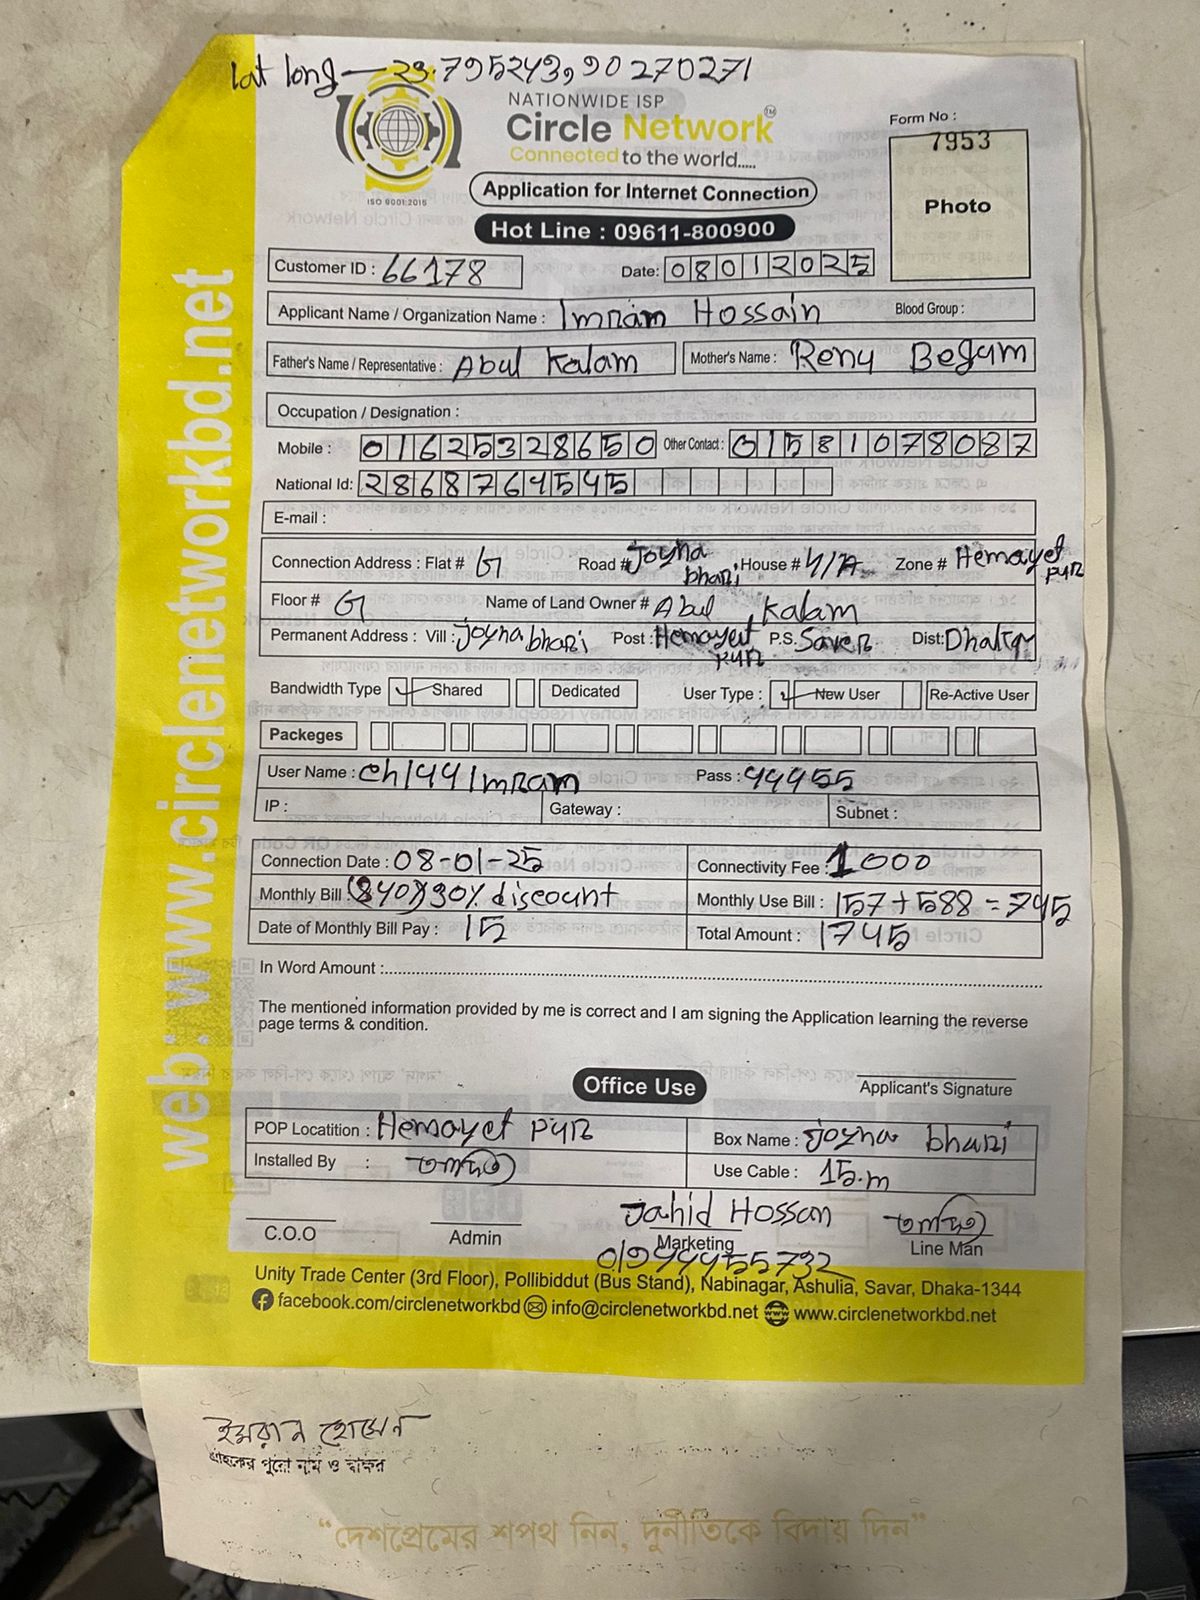 lat long — 23.795243, 90270271
NATIONWIDE ISP
Circle Network™
Connected to the world.....
ISO 9001:2015
Application for Internet Connection
Hot Line : 09611-800900
Form No :
7953
Photo
Customer ID : 66178 Date: 08012025
Applicant Name / Organization Name : Imram Hossain Blood Group :
Father's Name / Representative : Abul Kalam Mother's Name : Renu Begum
Occupation / Designation :
Mobile : 01625328650 Other Contact : 01581078087
National Id: 2868764545
E-mail :
Connection Address : Flat # G Road # Joyna bhari House # N/A Zone # Hemayet pur
Floor # G Name of Land Owner # Abul Kalam
Permanent Address : Vill : Joyna bhari Post : Hemayet pur P.S. Saver Dist: Dhaka
Bandwidth Type ✓ Shared Dedicated User Type : ✓ New User Re-Active User
Packeges
User Name : ch1441mram Pass : 44455
IP : Gateway : Subnet :
Connection Date : 08-01-25 Connectivity Fee : 1000
Monthly Bill : (840) 30% discount Monthly Use Bill : 157 + 588 = 745
Date of Monthly Bill Pay : 15 Total Amount : 1745
In Word Amount :
The mentioned information provided by me is correct and I am signing the Application learning the reverse
page terms & condition.
Office Use
Applicant's Signature
POP Locatition : Hemayet pur Box Name : Joyna bhari
Installed By : Use Cable : 15.m
Jahid Hossan
C.O.O Admin Marketing Line Man
01944455732
Unity Trade Center (3rd Floor), Pollibiddut (Bus Stand), Nabinagar, Ashulia, Savar, Dhaka-1344
facebook.com/circlenetworkbd info@circlenetworkbd.net www.circlenetworkbd.net
web: www.circlenetworkbd.net
ইমরান হোসেন
গ্রাহকের পুরো নাম ও স্বাক্ষর
“দেশপ্রেমের শপথ নিন, দুর্নীতিকে বিদায় দিন”